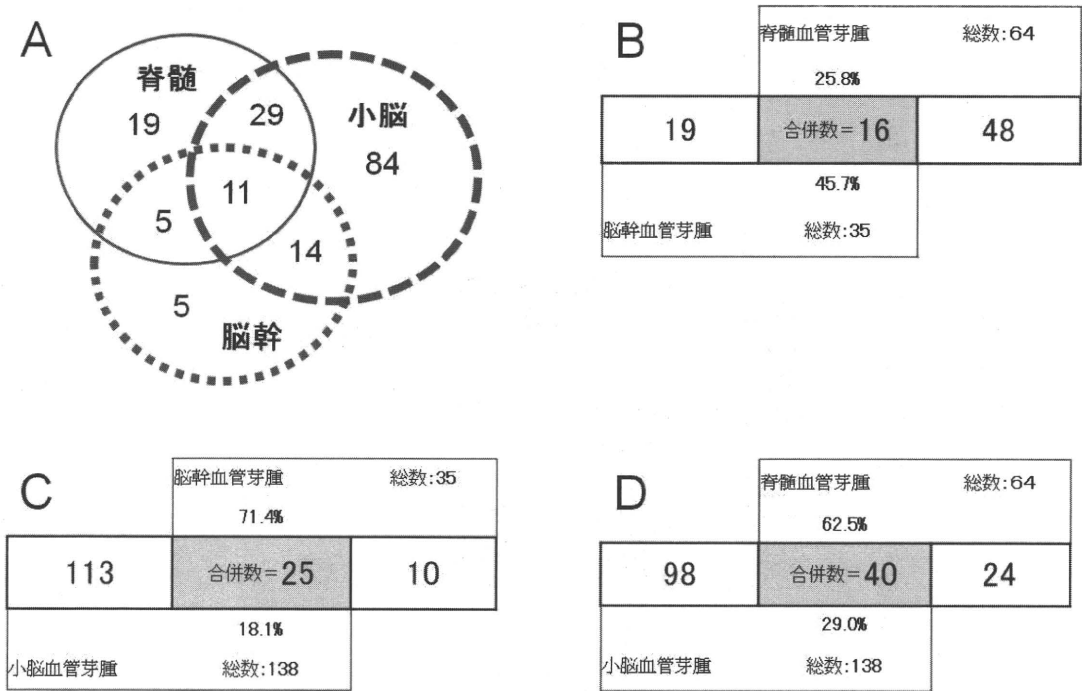 A
脊髄
19
29
小脳
84
11
5
14
5
脳幹
B
脊髄血管芽腫 総数:64
25.8%
19 合併数=16 48
45.7%
脳幹血管芽腫 総数:35
C
脳幹血管芽腫 総数:35
71.4%
113 合併数=25 10
18.1%
小脳血管芽腫 総数:138
D
脊髄血管芽腫 総数:64
62.5%
98 合併数=40 24
29.0%
小脳血管芽腫 総数:138